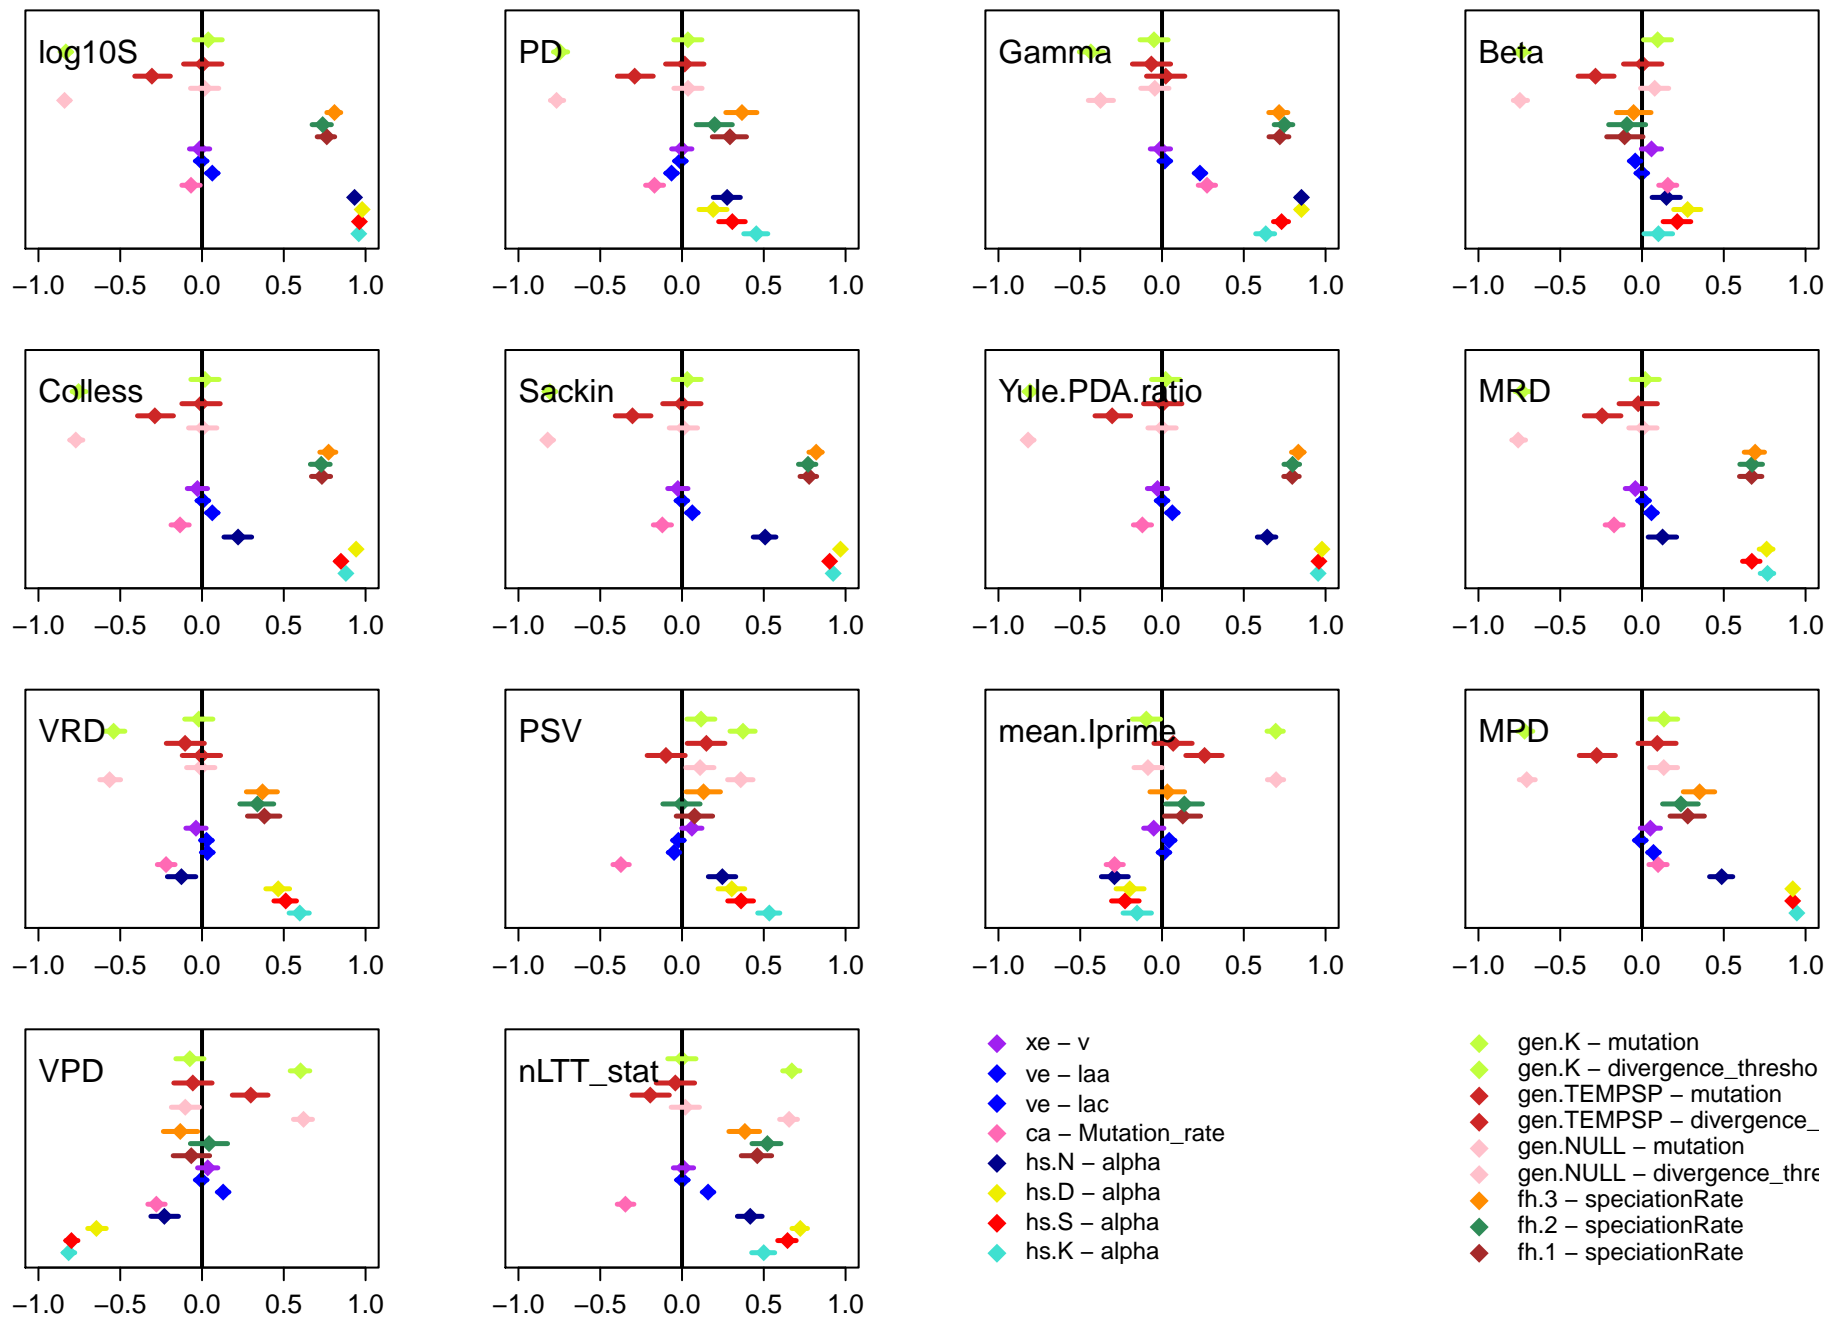 log10S
PD
Gamma
Beta
−1.0 −0.5 0.0 0.5 1.0
−1.0 −0.5 0.0 0.5 1.0
−1.0 −0.5 0.0 0.5 1.0
−1.0 −0.5 0.0 0.5 1.0
Colless
Sackin
Yule.PDA.ratio
MRD
−1.0 −0.5 0.0 0.5 1.0
−1.0 −0.5 0.0 0.5 1.0
−1.0 −0.5 0.0 0.5 1.0
−1.0 −0.5 0.0 0.5 1.0
VRD
PSV
mean.Iprime
MPD
−1.0 −0.5 0.0 0.5 1.0
−1.0 −0.5 0.0 0.5 1.0
−1.0 −0.5 0.0 0.5 1.0
−1.0 −0.5 0.0 0.5 1.0
VPD
nLTT_stat
−1.0 −0.5 0.0 0.5 1.0
−1.0 −0.5 0.0 0.5 1.0
xe − v
ve − laa
ve − lac
ca − Mutation_rate
hs.N − alpha
hs.D − alpha
hs.S − alpha
hs.K − alpha
gen.K − mutation
gen.K − divergence_thresho
gen.TEMPSP − mutation
gen.TEMPSP − divergence_
gen.NULL − mutation
gen.NULL − divergence_thre
fh.3 − speciationRate
fh.2 − speciationRate
fh.1 − speciationRate